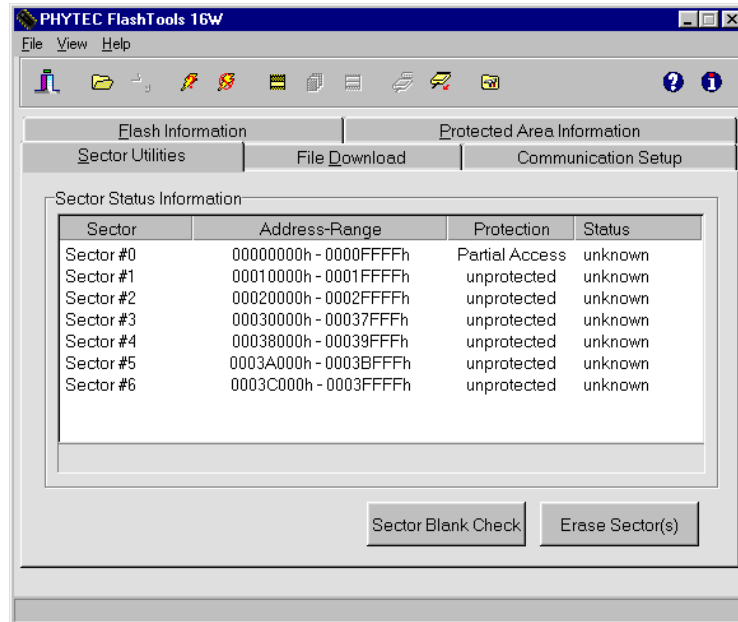 PHYTEC FlashTools 16W
File View Help
Flash Information Protected Area Information
Sector Utilities File Download Communication Setup
Sector Status Information
Sector Address-Range Protection Status
Sector #0 00000000h - 0000FFFFh Partial Access unknown
Sector #1 00010000h - 0001FFFFh unprotected unknown
Sector #2 00020000h - 0002FFFFh unprotected unknown
Sector #3 00030000h - 00037FFFh unprotected unknown
Sector #4 00038000h - 00039FFFh unprotected unknown
Sector #5 0003A000h - 0003BFFFh unprotected unknown
Sector #6 0003C000h - 0003FFFFh unprotected unknown
Sector Blank Check Erase Sector(s)